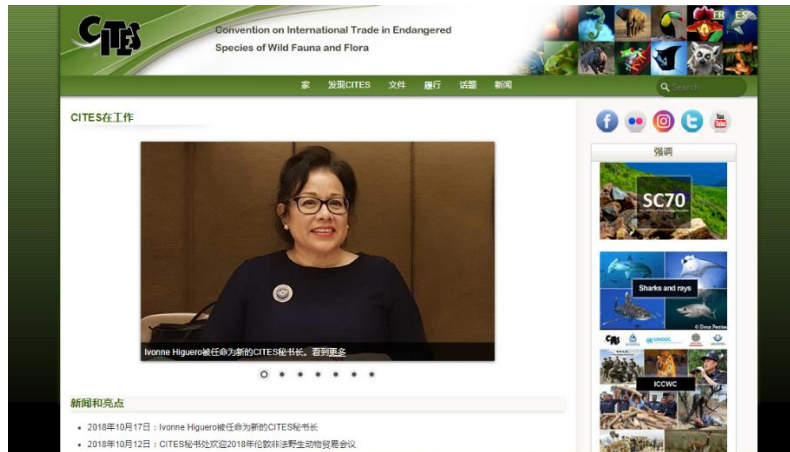 CITES
Convention on International Trade in Endangered
Species of Wild Fauna and Flora
FR ES
家 发现CITES 文件 履行 话题 新闻
Search
CITES在工作
Ivonne Higuero被任命为新的CITES秘书长。看到更多
新闻和亮点
• 2018年10月17日：Ivonne Higuero被任命为新的CITES秘书长
• 2018年10月12日：CITES秘书处欢迎2018年伦敦非法野生动物贸易会议
You
Tube
强调
SC70
Sharks and rays
CITES
UNODC
ICCWC